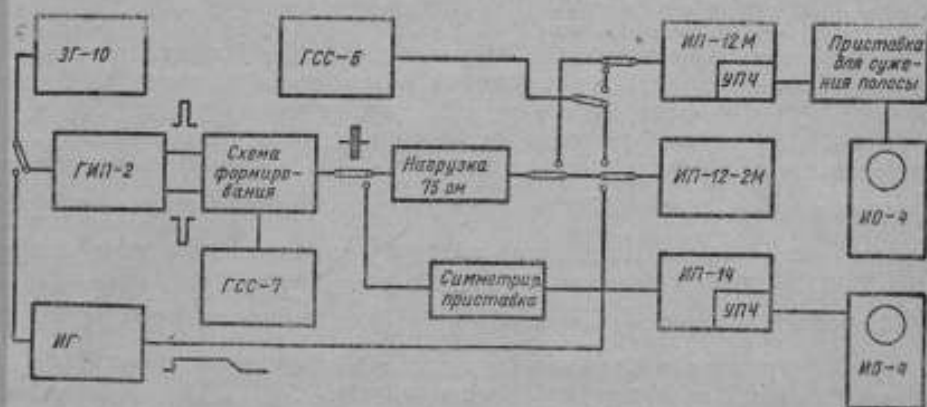 ЗГ-10
ГСС-6
ИП-12М
УПЧ
Приставка
для суже-
ния полосы
ГИП-2
Схема
формиро-
вания
Нагрузка
75 ом
ИП-12-2М
ИО-4
ГСС-7
Симметрир.
приставка
ИП-14
УПЧ
ИГ
ИО-4